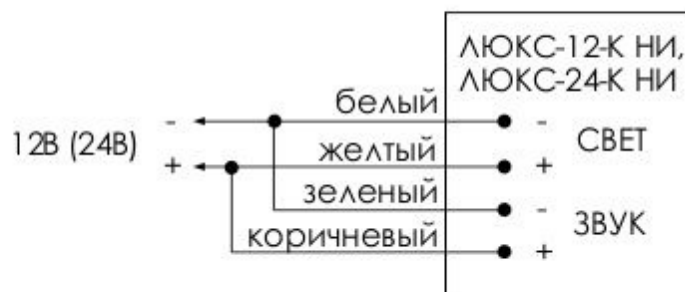 ЛЮКС-12-К НИ,
ЛЮКС-24-К НИ
белый
12В (24В) - - СВЕТ
желтый
+ +
зеленый
- ЗВУК
коричневый
+